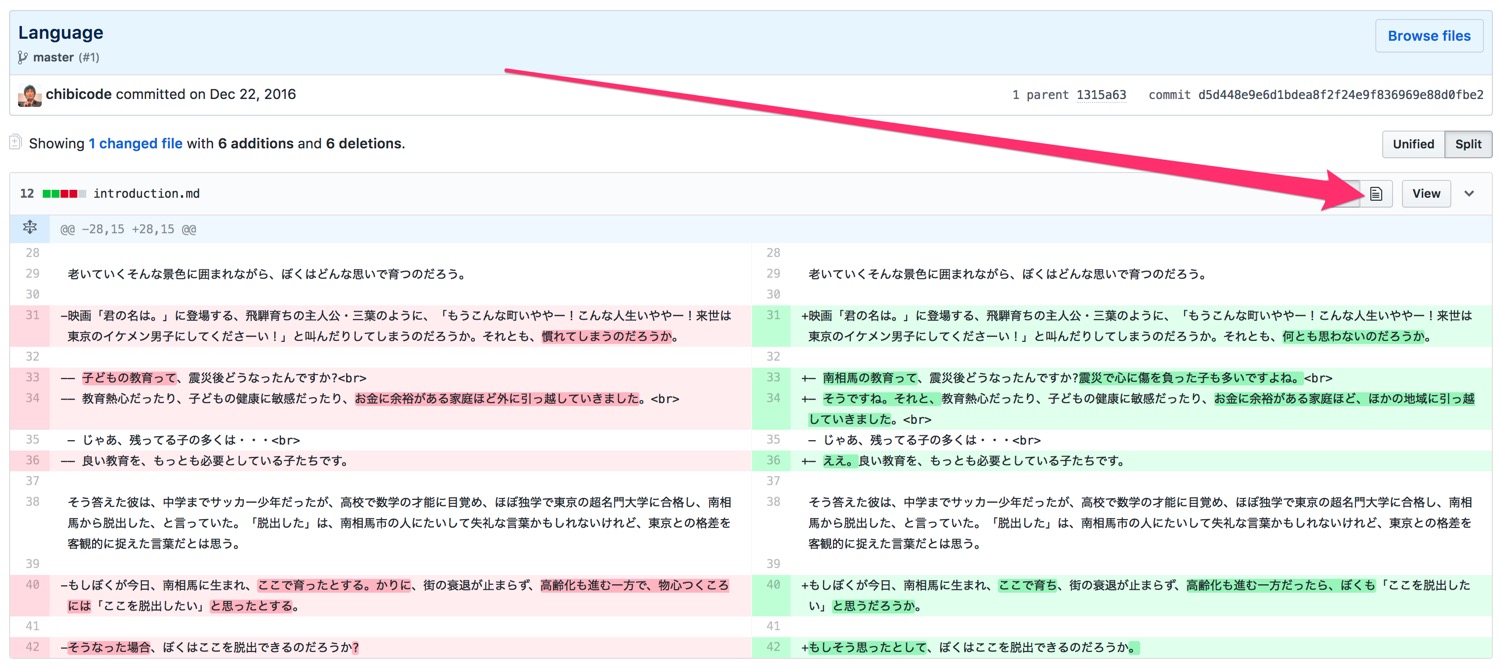 Language
Browse files
master (#1)
chibicode committed on Dec 22, 2016
1 parent 1315a63 commit d5d448e9e6d1bdea8f2f24e9f836969e88d0fbe2
Showing 1 changed file with 6 additions and 6 deletions.
Unified Split
12 introduction.md
View
@@ -28,15 +28,15 @@
28
29 老いていくそんな景色に囲まれながら、ぼくはどんな思いで育つのだろう。
30
31 -映画「君の名は。」に登場する、飛騨育ちの主人公・三葉のように、「もうこんな町いややー！こんな人生いややー！来世は
東京のイケメン男子にしてくださーい！」と叫んだりしてしまうのだろうか。それとも、慣れてしまうのだろうか。
32
33 -- 子どもの教育って、震災後どうなったんですか?<br>
34 -- 教育熱心だったり、子どもの健康に敏感だったり、お金に余裕がある家庭ほど外に引っ越していきました。<br>
35 - じゃあ、残ってる子の多くは・・・<br>
36 -- 良い教育を、もっとも必要としている子たちです。
37
38 そう答えた彼は、中学までサッカー少年だったが、高校で数学の才能に目覚め、ほぼ独学で東京の超名門大学に合格し、南相
馬から脱出した、と言っていた。「脱出した」は、南相馬市の人にたいして失礼な言葉かもしれないけれど、東京との格差を
客観的に捉えた言葉だとは思う。
39
40 -もしぼくが今日、南相馬に生まれ、ここで育ったとする。かりに、街の衰退が止まらず、高齢化も進む一方で、物心つくころ
には「ここを脱出したい」と思ったとする。
41
42 -そうなった場合、ぼくはここを脱出できるのだろうか?
28
29 老いていくそんな景色に囲まれながら、ぼくはどんな思いで育つのだろう。
30
31 +映画「君の名は。」に登場する、飛騨育ちの主人公・三葉のように、「もうこんな町いややー！こんな人生いややー！来世は
東京のイケメン男子にしてくださーい！」と叫んだりしてしまうのだろうか。それとも、何とも思わないのだろうか。
32
33 +- 南相馬の教育って、震災後どうなったんですか?震災で心に傷を負った子も多いですよね。<br>
34 +- そうですね。それと、教育熱心だったり、子どもの健康に敏感だったり、お金に余裕がある家庭ほど、ほかの地域に引っ越
していきました。<br>
35 - じゃあ、残ってる子の多くは・・・<br>
36 +- ええ。良い教育を、もっとも必要としている子たちです。
37
38 そう答えた彼は、中学までサッカー少年だったが、高校で数学の才能に目覚め、ほぼ独学で東京の超名門大学に合格し、南相
馬から脱出した、と言っていた。「脱出した」は、南相馬市の人にたいして失礼な言葉かもしれないけれど、東京との格差を
客観的に捉えた言葉だとは思う。
39
40 +もしぼくが今日、南相馬に生まれ、ここで育ち、街の衰退が止まらず、高齢化も進む一方だったら、ぼくも「ここを脱出した
い」と思うだろうか。
41
42 +もしそう思ったとして、ぼくはここを脱出できるのだろうか。